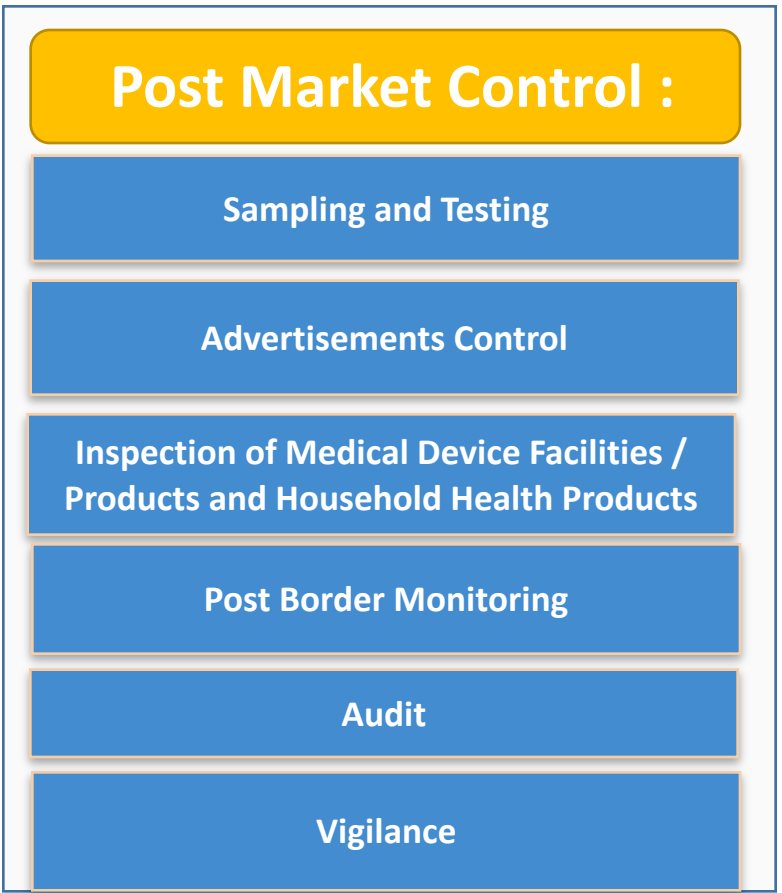 Post Market Control :
Sampling and Testing
Advertisements Control
Inspection of Medical Device Facilities /
Products and Household Health Products
Post Border Monitoring
Audit
Vigilance